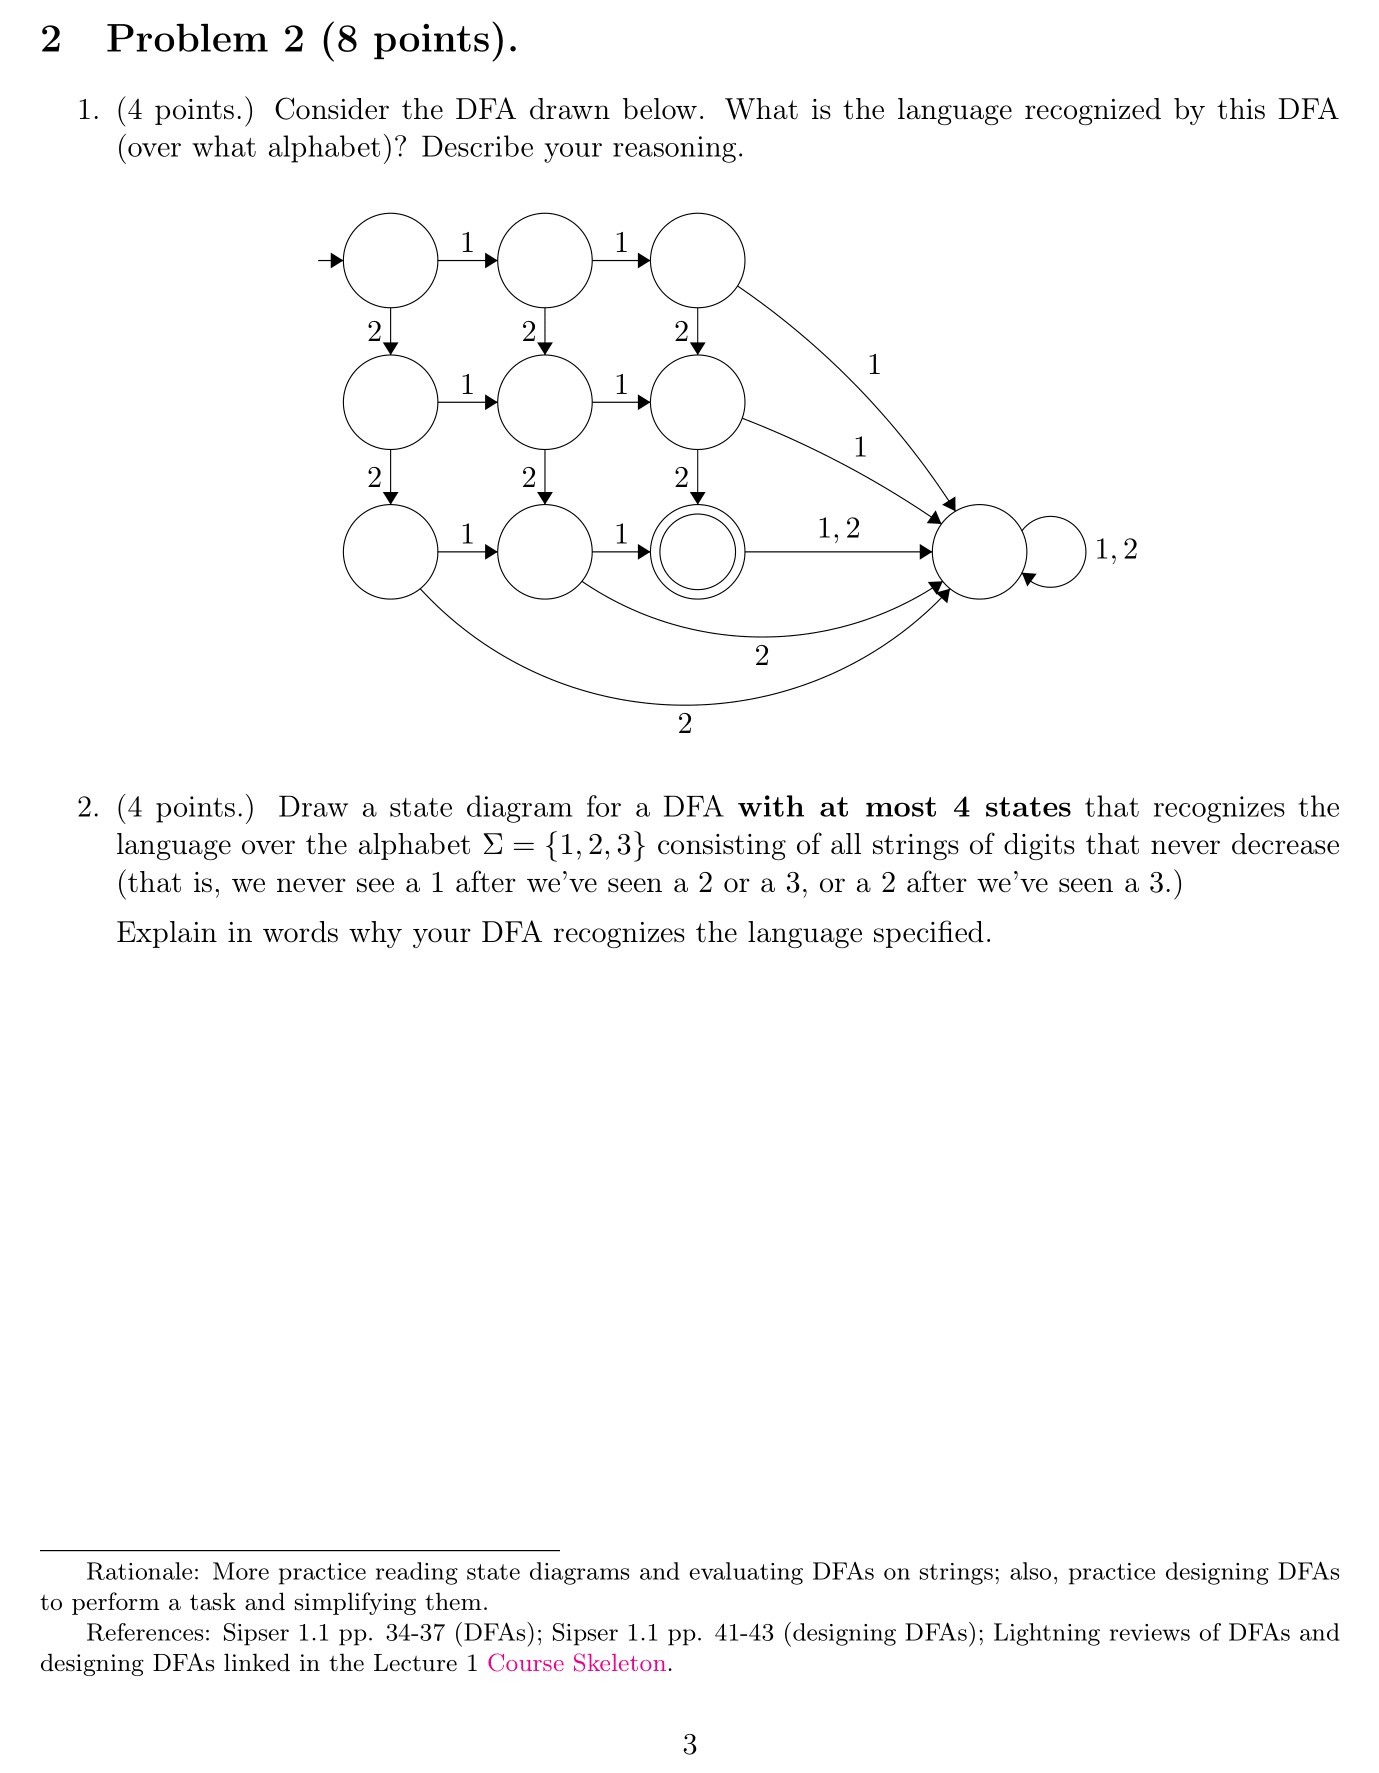 2 Problem 2 (8 points).
1. (4 points.) Consider the DFA drawn below. What is the language recognized by this DFA
(over what alphabet)? Describe your reasoning.
1 1
2 2 2
1
1 1
1
2 2 2
1 1 1, 2
1, 2
2
2
2. (4 points.) Draw a state diagram for a DFA with at most 4 states that recognizes the
language over the alphabet Σ = {1, 2, 3} consisting of all strings of digits that never decrease
(that is, we never see a 1 after we've seen a 2 or a 3, or a 2 after we've seen a 3.)
Explain in words why your DFA recognizes the language specified.
Rationale: More practice reading state diagrams and evaluating DFAs on strings; also, practice designing DFAs
to perform a task and simplifying them.
References: Sipser 1.1 pp. 34-37 (DFAs); Sipser 1.1 pp. 41-43 (designing DFAs); Lightning reviews of DFAs and
designing DFAs linked in the Lecture 1 Course Skeleton.
3